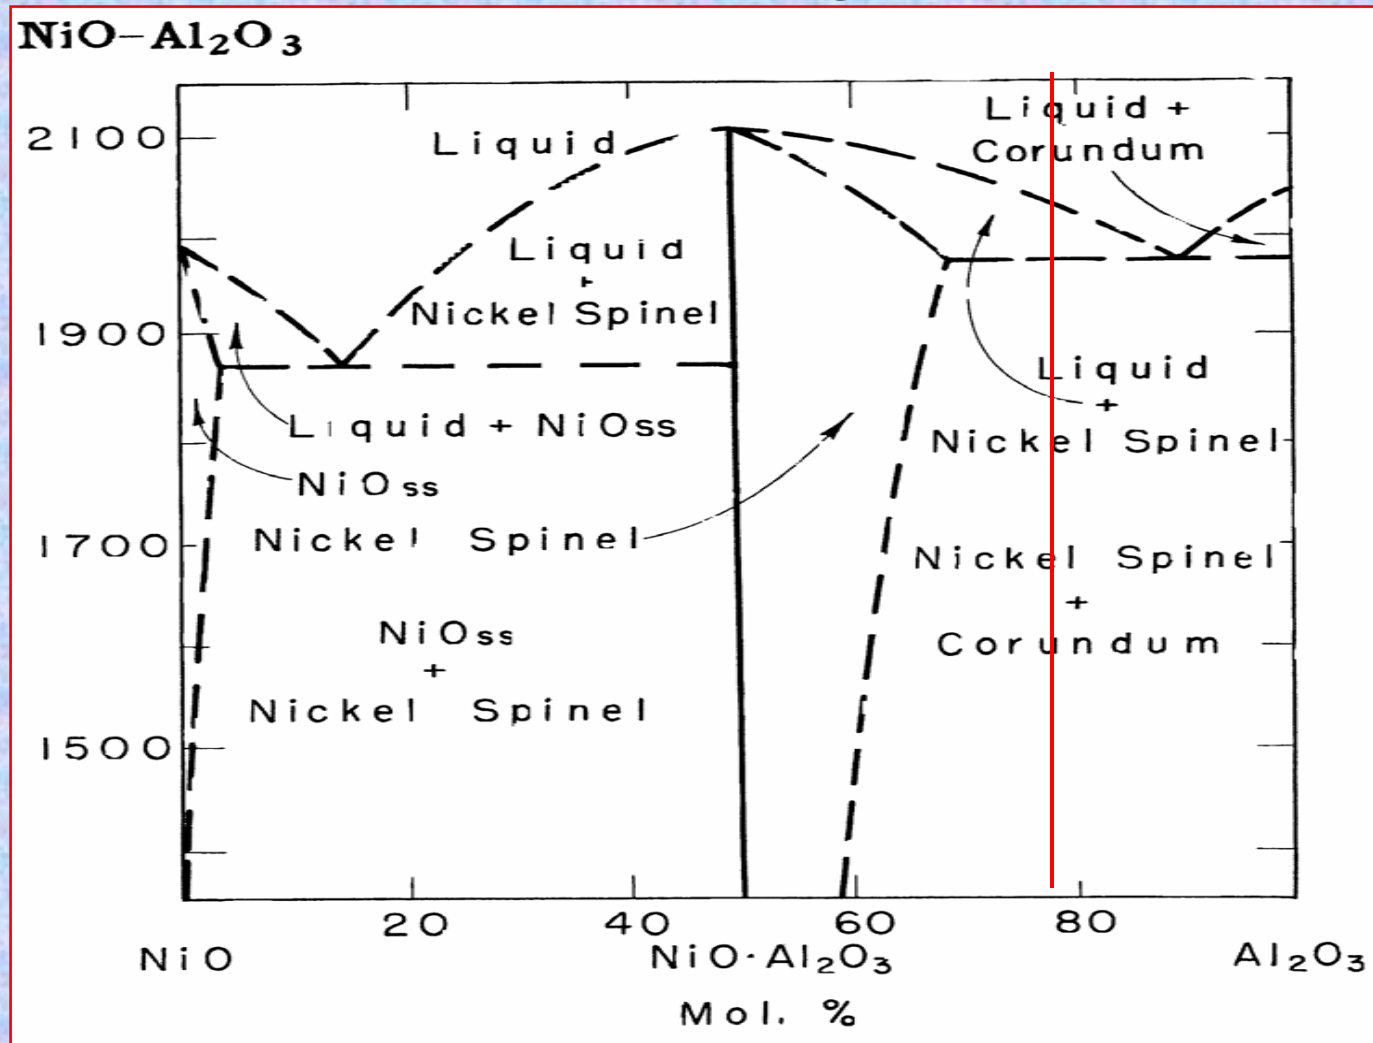 NiO-Al₂O₃
2100
1900
1700
1500
Liquid
Liquid +
Corundum
Liquid
+
Nickel Spinel
Liquid + NiOss
NiOss
Nickel Spinel
NiOss
+
Nickel Spinel
Liquid
+
Nickel Spinel
Nickel Spinel
+
Corundum
20 40 60 80
NiO NiO·Al₂O₃ Al₂O₃
Mol. %